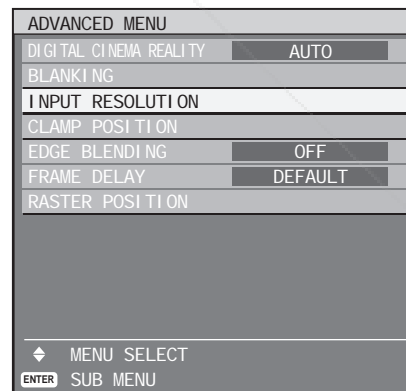 ADVANCED MENU
DIGITAL CINEMA REALITY AUTO
BLANKING
INPUT RESOLUTION
CLAMP POSITION
EDGE BLENDING OFF
FRAME DELAY DEFAULT
RASTER POSITION
MENU SELECT
ENTER SUB MENU